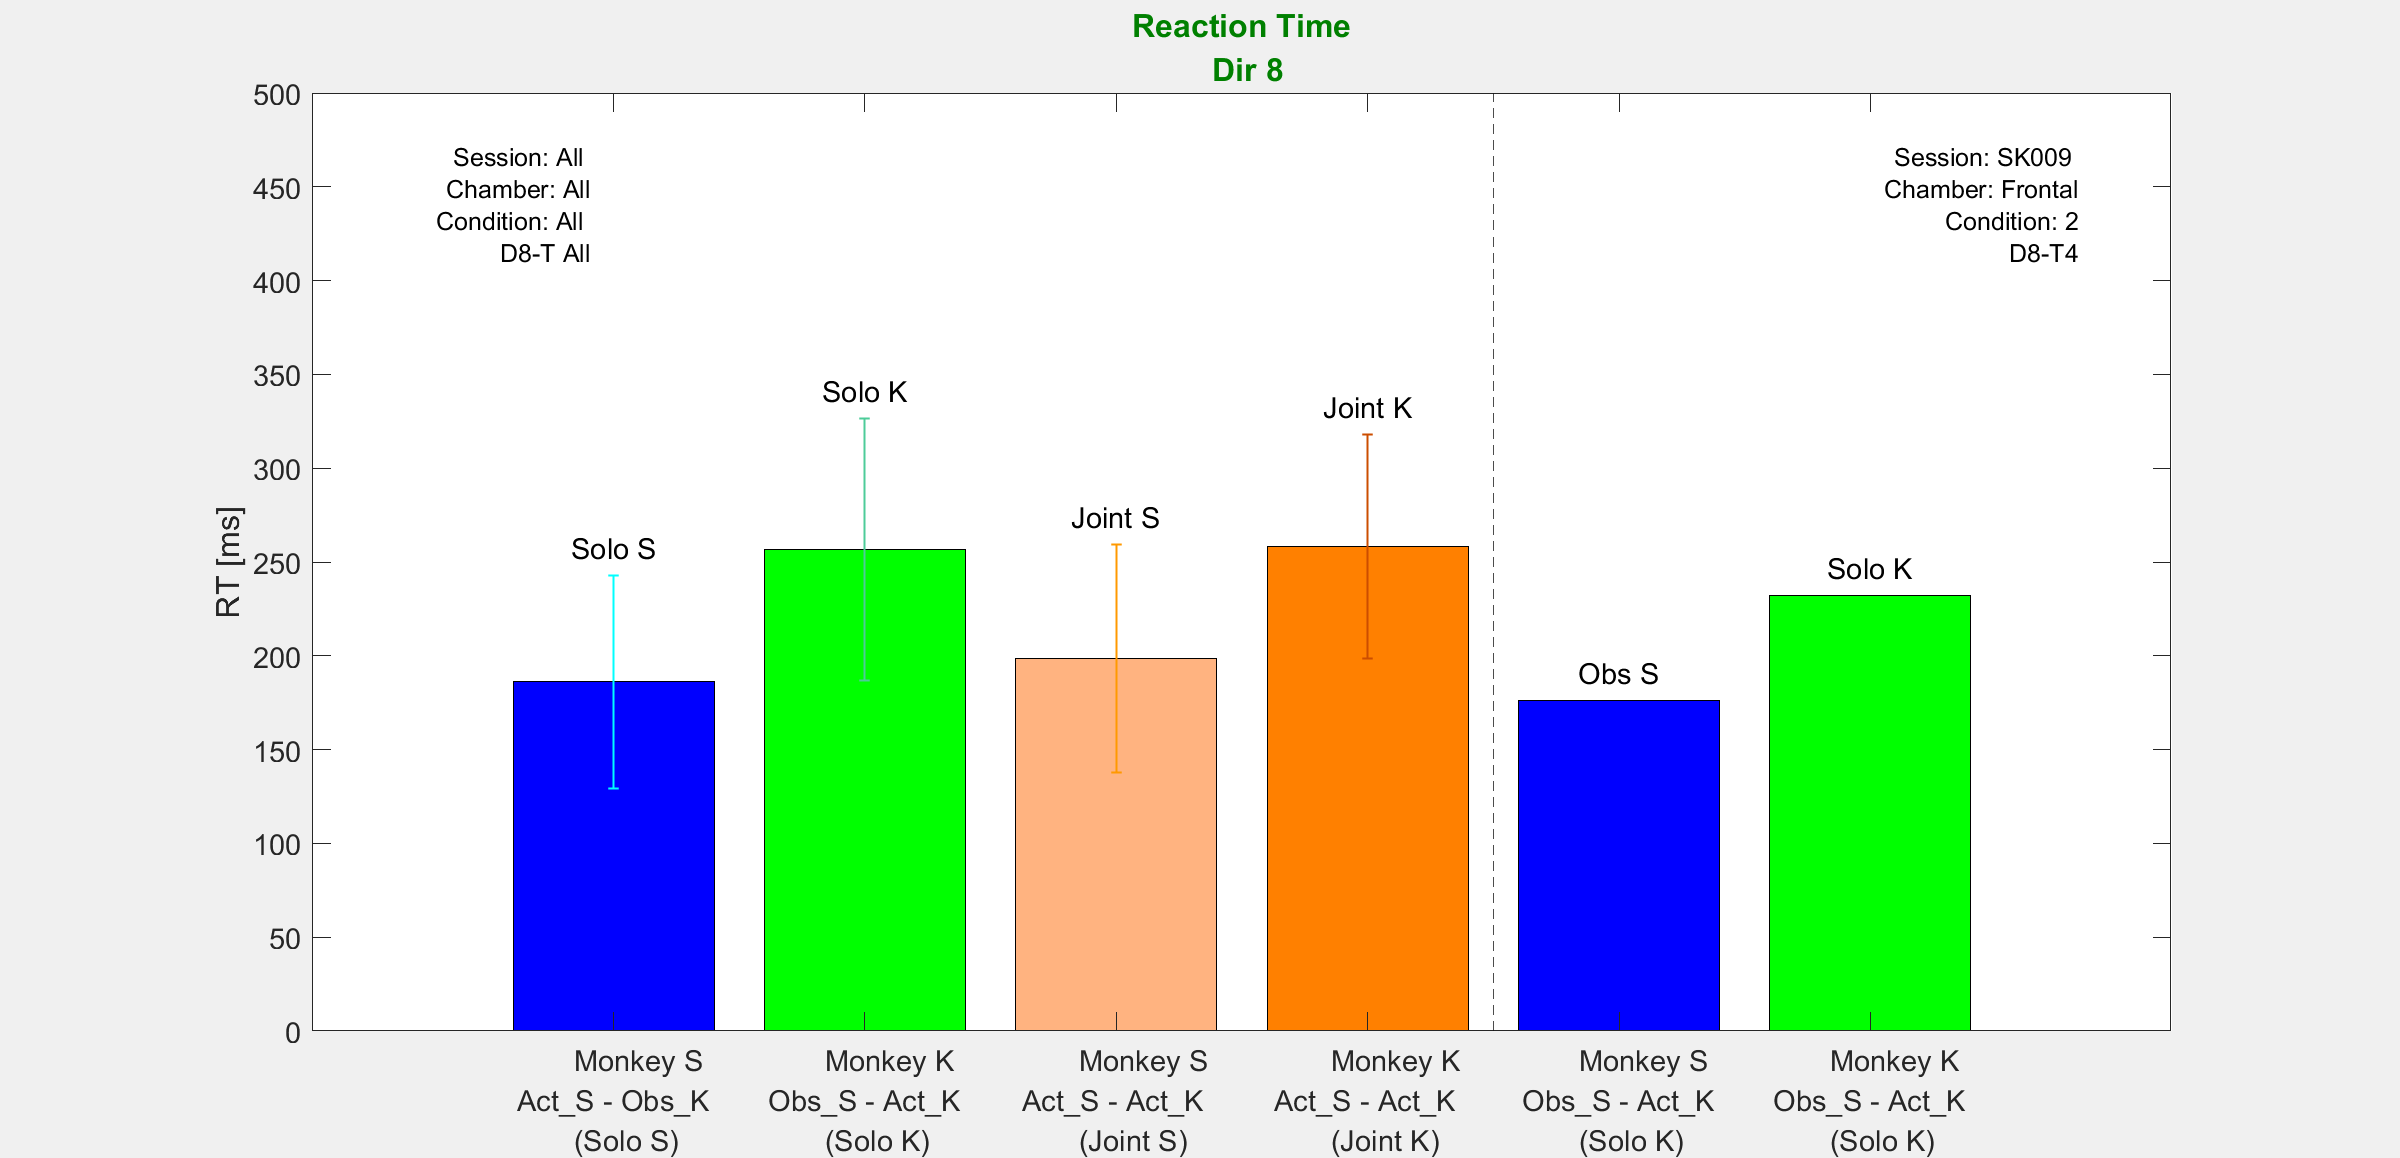 Reaction Time
Dir 8
500
450
400
350
300
250
200
150
100
50
0
RT [ms]
Session: All
Chamber: All
Condition: All
D8-T All
Session: SK009
Chamber: Frontal
Condition: 2
D8-T4
Solo S
Solo K
Joint S
Joint K
Obs S
Solo K
Monkey S
Act_S - Obs_K
(Solo S)
Monkey K
Obs_S - Act_K
(Solo K)
Monkey S
Act_S - Act_K
(Joint S)
Monkey K
Act_S - Act_K
(Joint K)
Monkey S
Obs_S - Act_K
(Solo K)
Monkey K
Obs_S - Act_K
(Solo K)